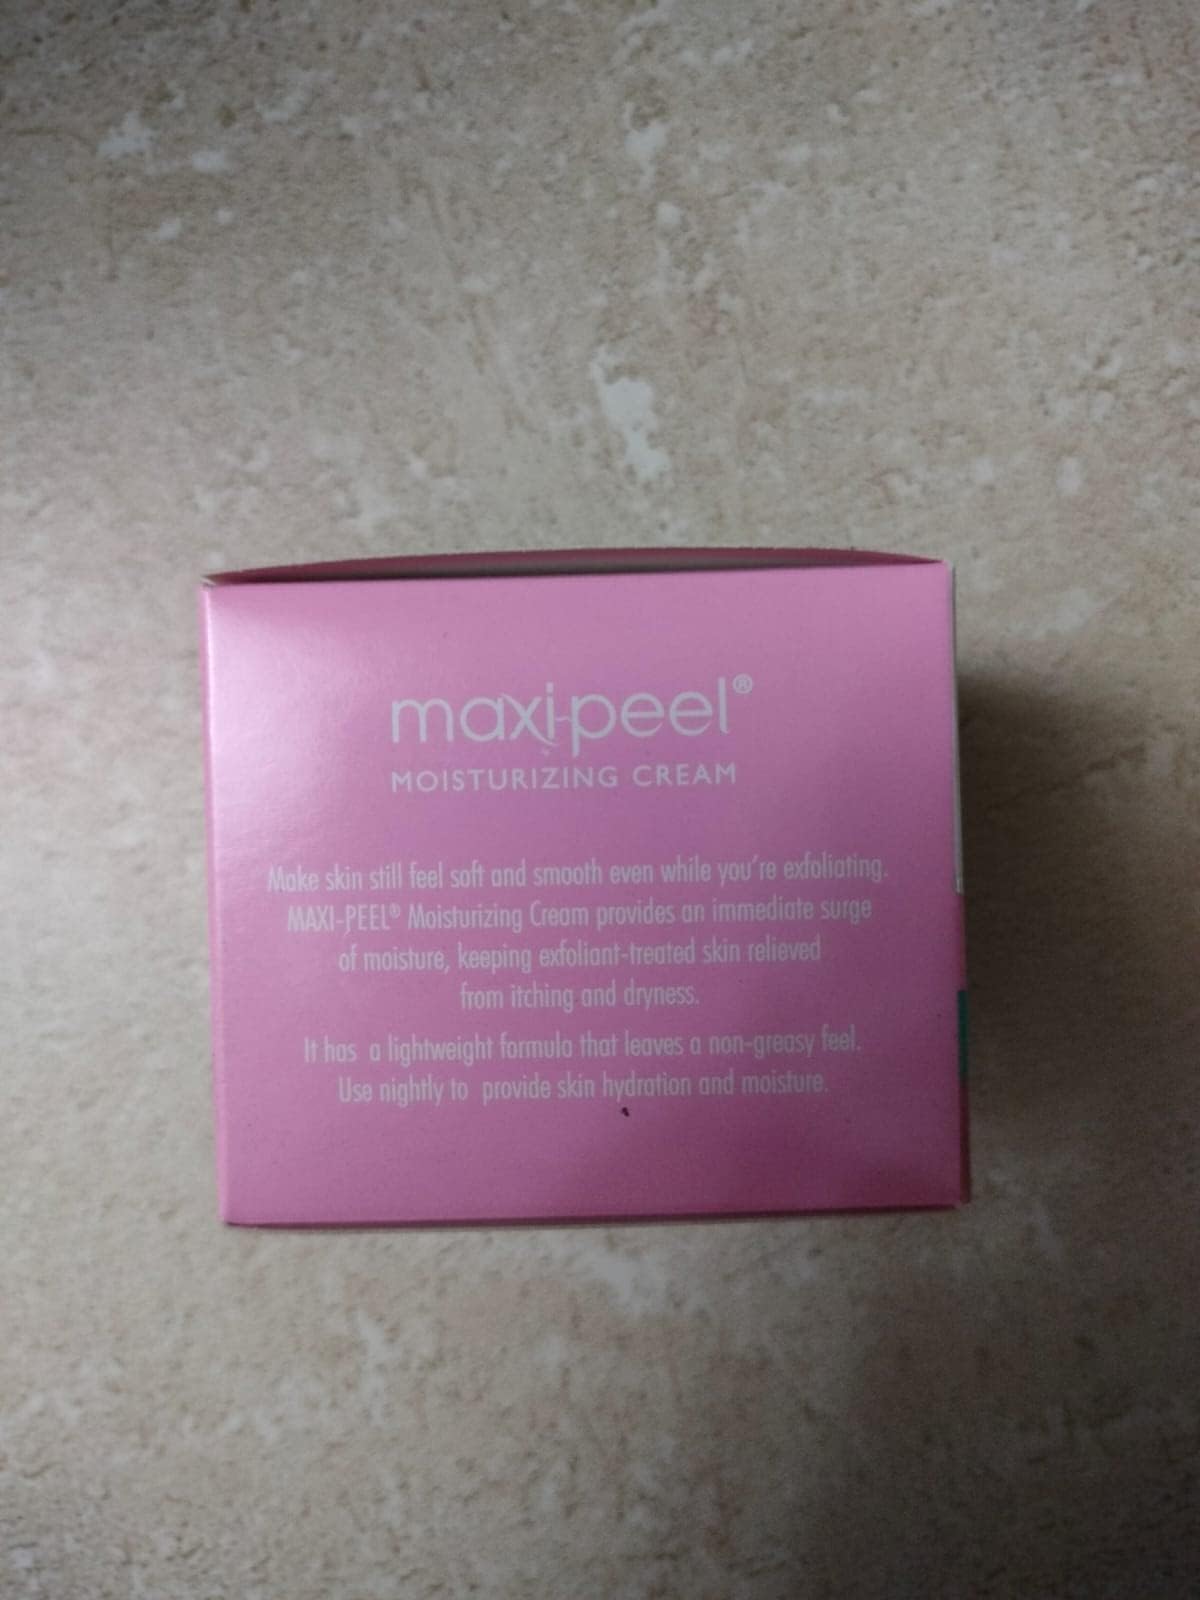 maxi-peel®
MOISTURIZING CREAM
Make skin still feel soft and smooth even while you're exfoliating.
MAXI-PEEL® Moisturizing Cream provides an immediate surge
of moisture, keeping exfoliant-treated skin relieved
from itching and dryness.
It has a lightweight formula that leaves a non-greasy feel.
Use nightly to provide skin hydration and moisture.